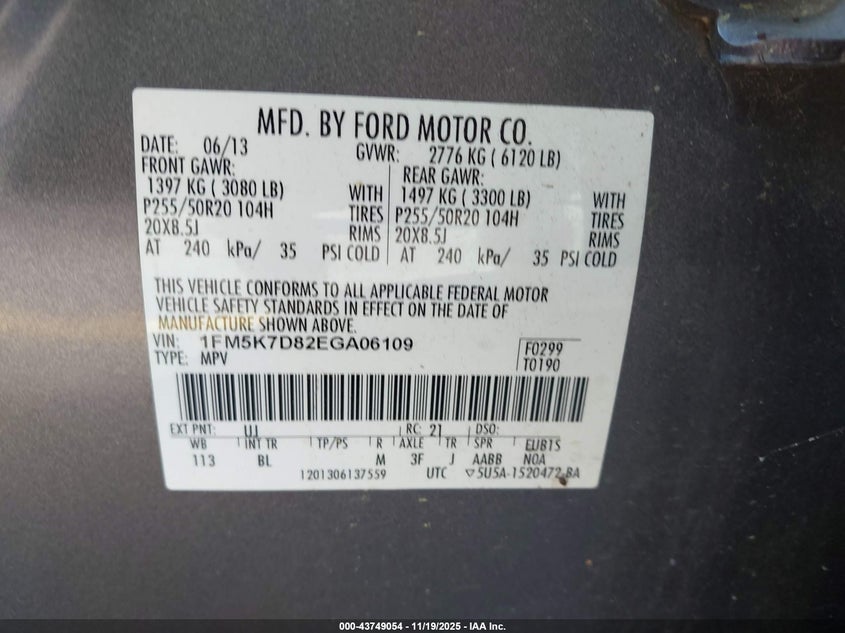 MFD. BY FORD MOTOR CO.
DATE: 06/13 GVWR: 2776 KG ( 6120 LB)
FRONT GAWR: REAR GAWR:
1397 KG ( 3080 LB) WITH 1497 KG ( 3300 LB) WITH
P255/50R20 104H TIRES P255/50R20 104H TIRES
20X8.5J RIMS 20X8.5J RIMS
AT 240 kPa/ 35 PSI COLD AT 240 kPa/ 35 PSI COLD
THIS VEHICLE CONFORMS TO ALL APPLICABLE FEDERAL MOTOR
VEHICLE SAFETY STANDARDS IN EFFECT ON THE DATE OF
MANUFACTURE SHOWN ABOVE.
VIN: 1FM5K7D82EGA06109 F0299
TYPE: MPV T0190
EXT PNT: UJ RC: 21 DSO:
WB INT TR TP/PS R AXLE TR SPR EUBTS
113 BL M 3F J AABB NOA
1201306137559 UTC ▽5U5A-1520472-BA
000-43749054 - 11/19/2025 - IAA Inc.